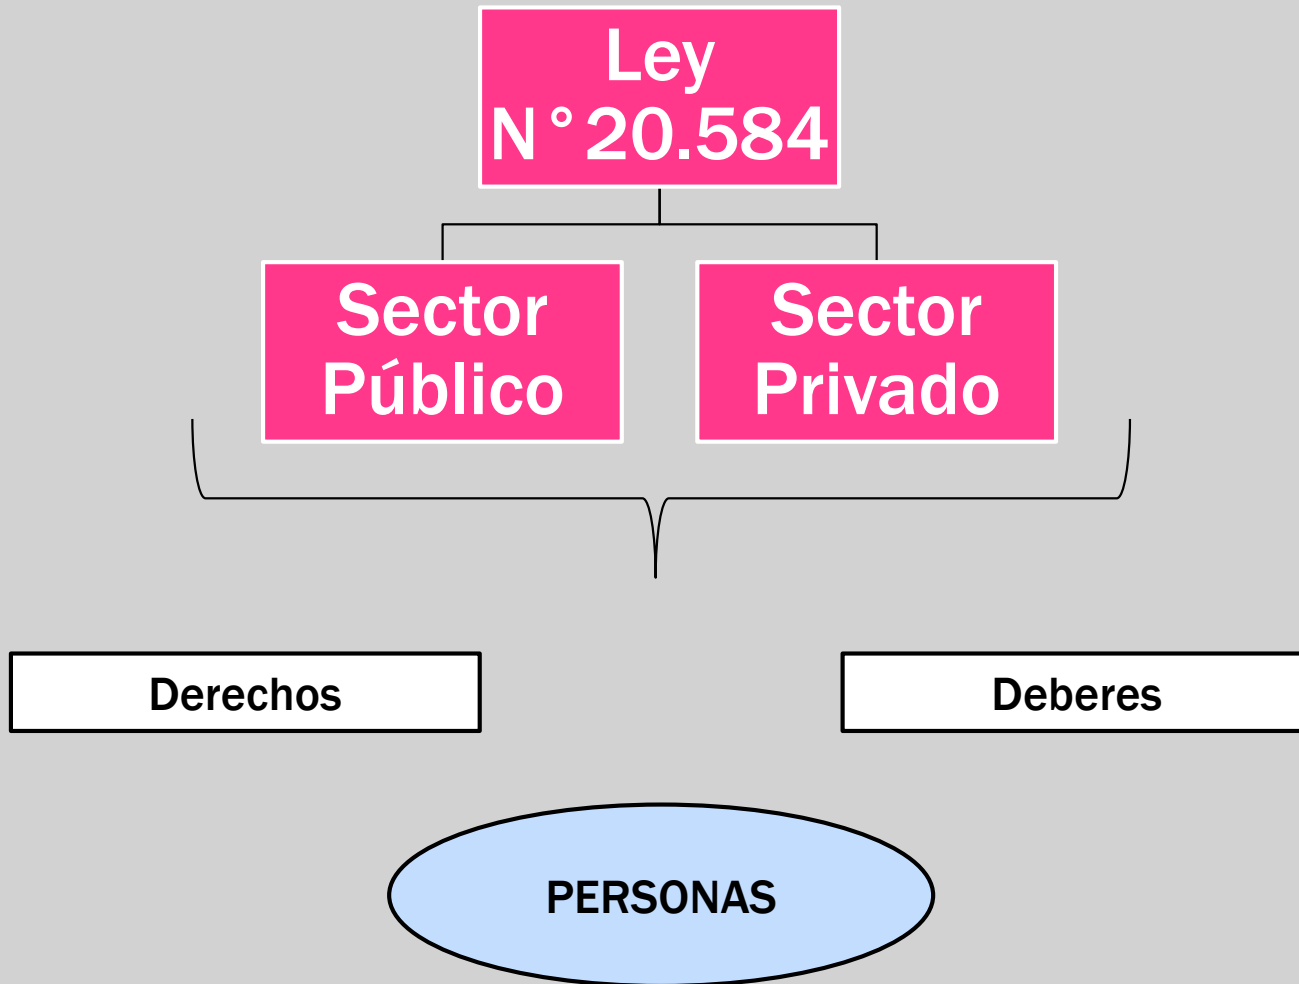 Ley
N°20.584
Sector
Público
Sector
Privado
Derechos
Deberes
PERSONAS